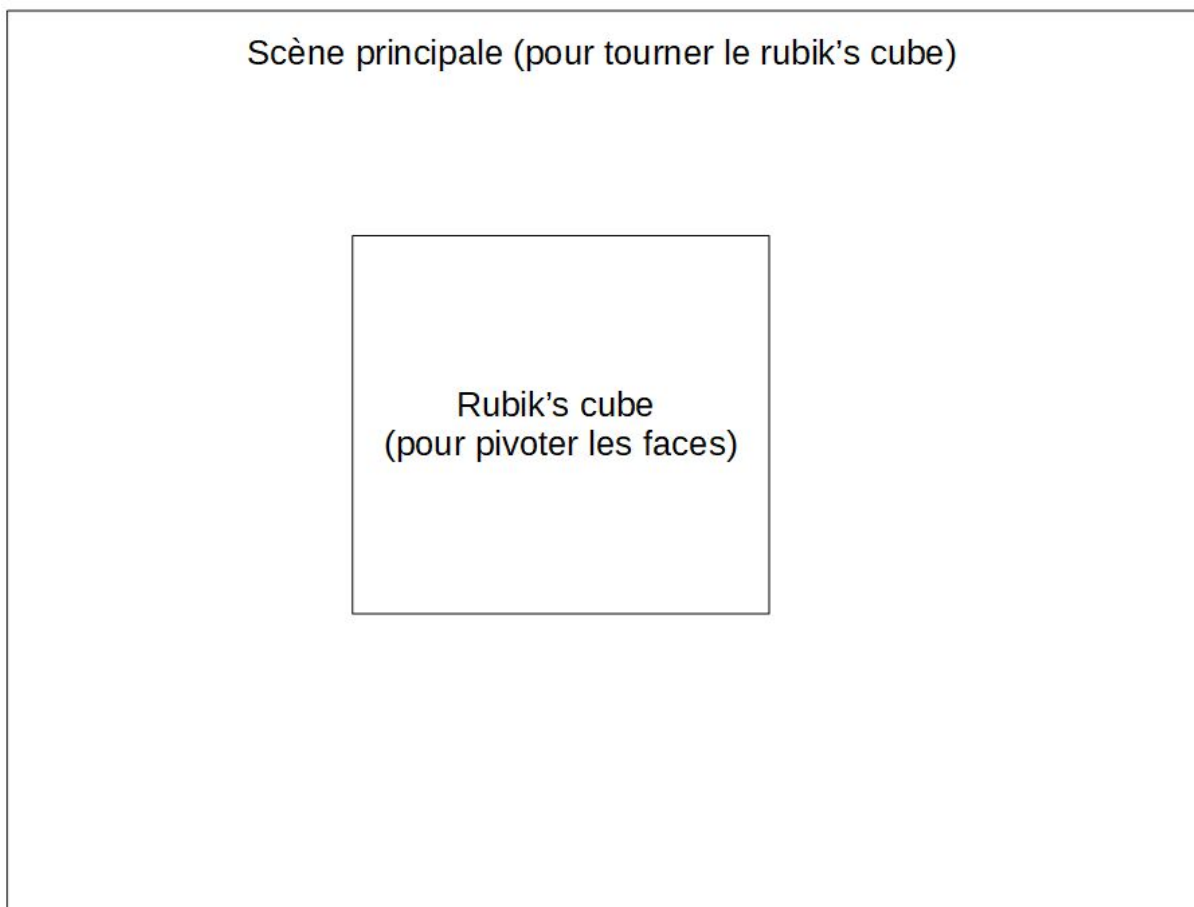 Scène principale (pour tourner le rubik’s cube)
Rubik’s cube
(pour pivoter les faces)